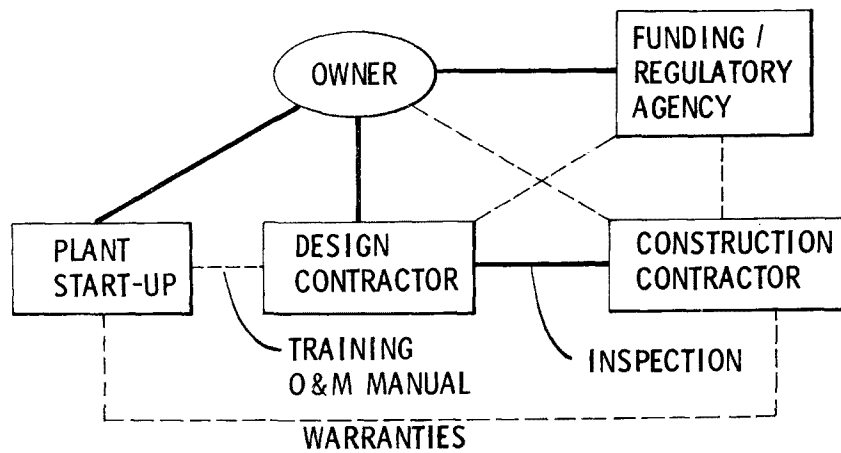 OWNER
FUNDING /
REGULATORY
AGENCY
PLANT
START-UP
DESIGN
CONTRACTOR
CONSTRUCTION
CONTRACTOR
TRAINING
O&M MANUAL
INSPECTION
WARRANTIES